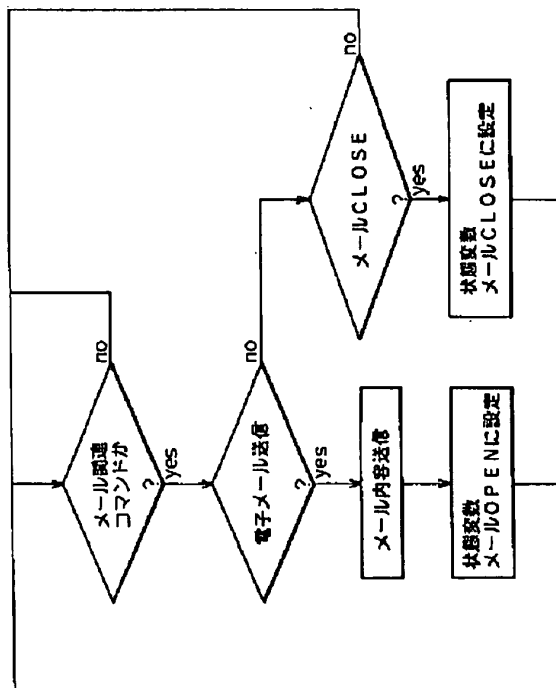 メール関連
コマンドか
?
no
yes
電子メール送信
?
no
yes
メール内容送信
状態変数
メールOPENに設定
メールCLOSE
?
no
yes
状態変数
メールCLOSEに設定